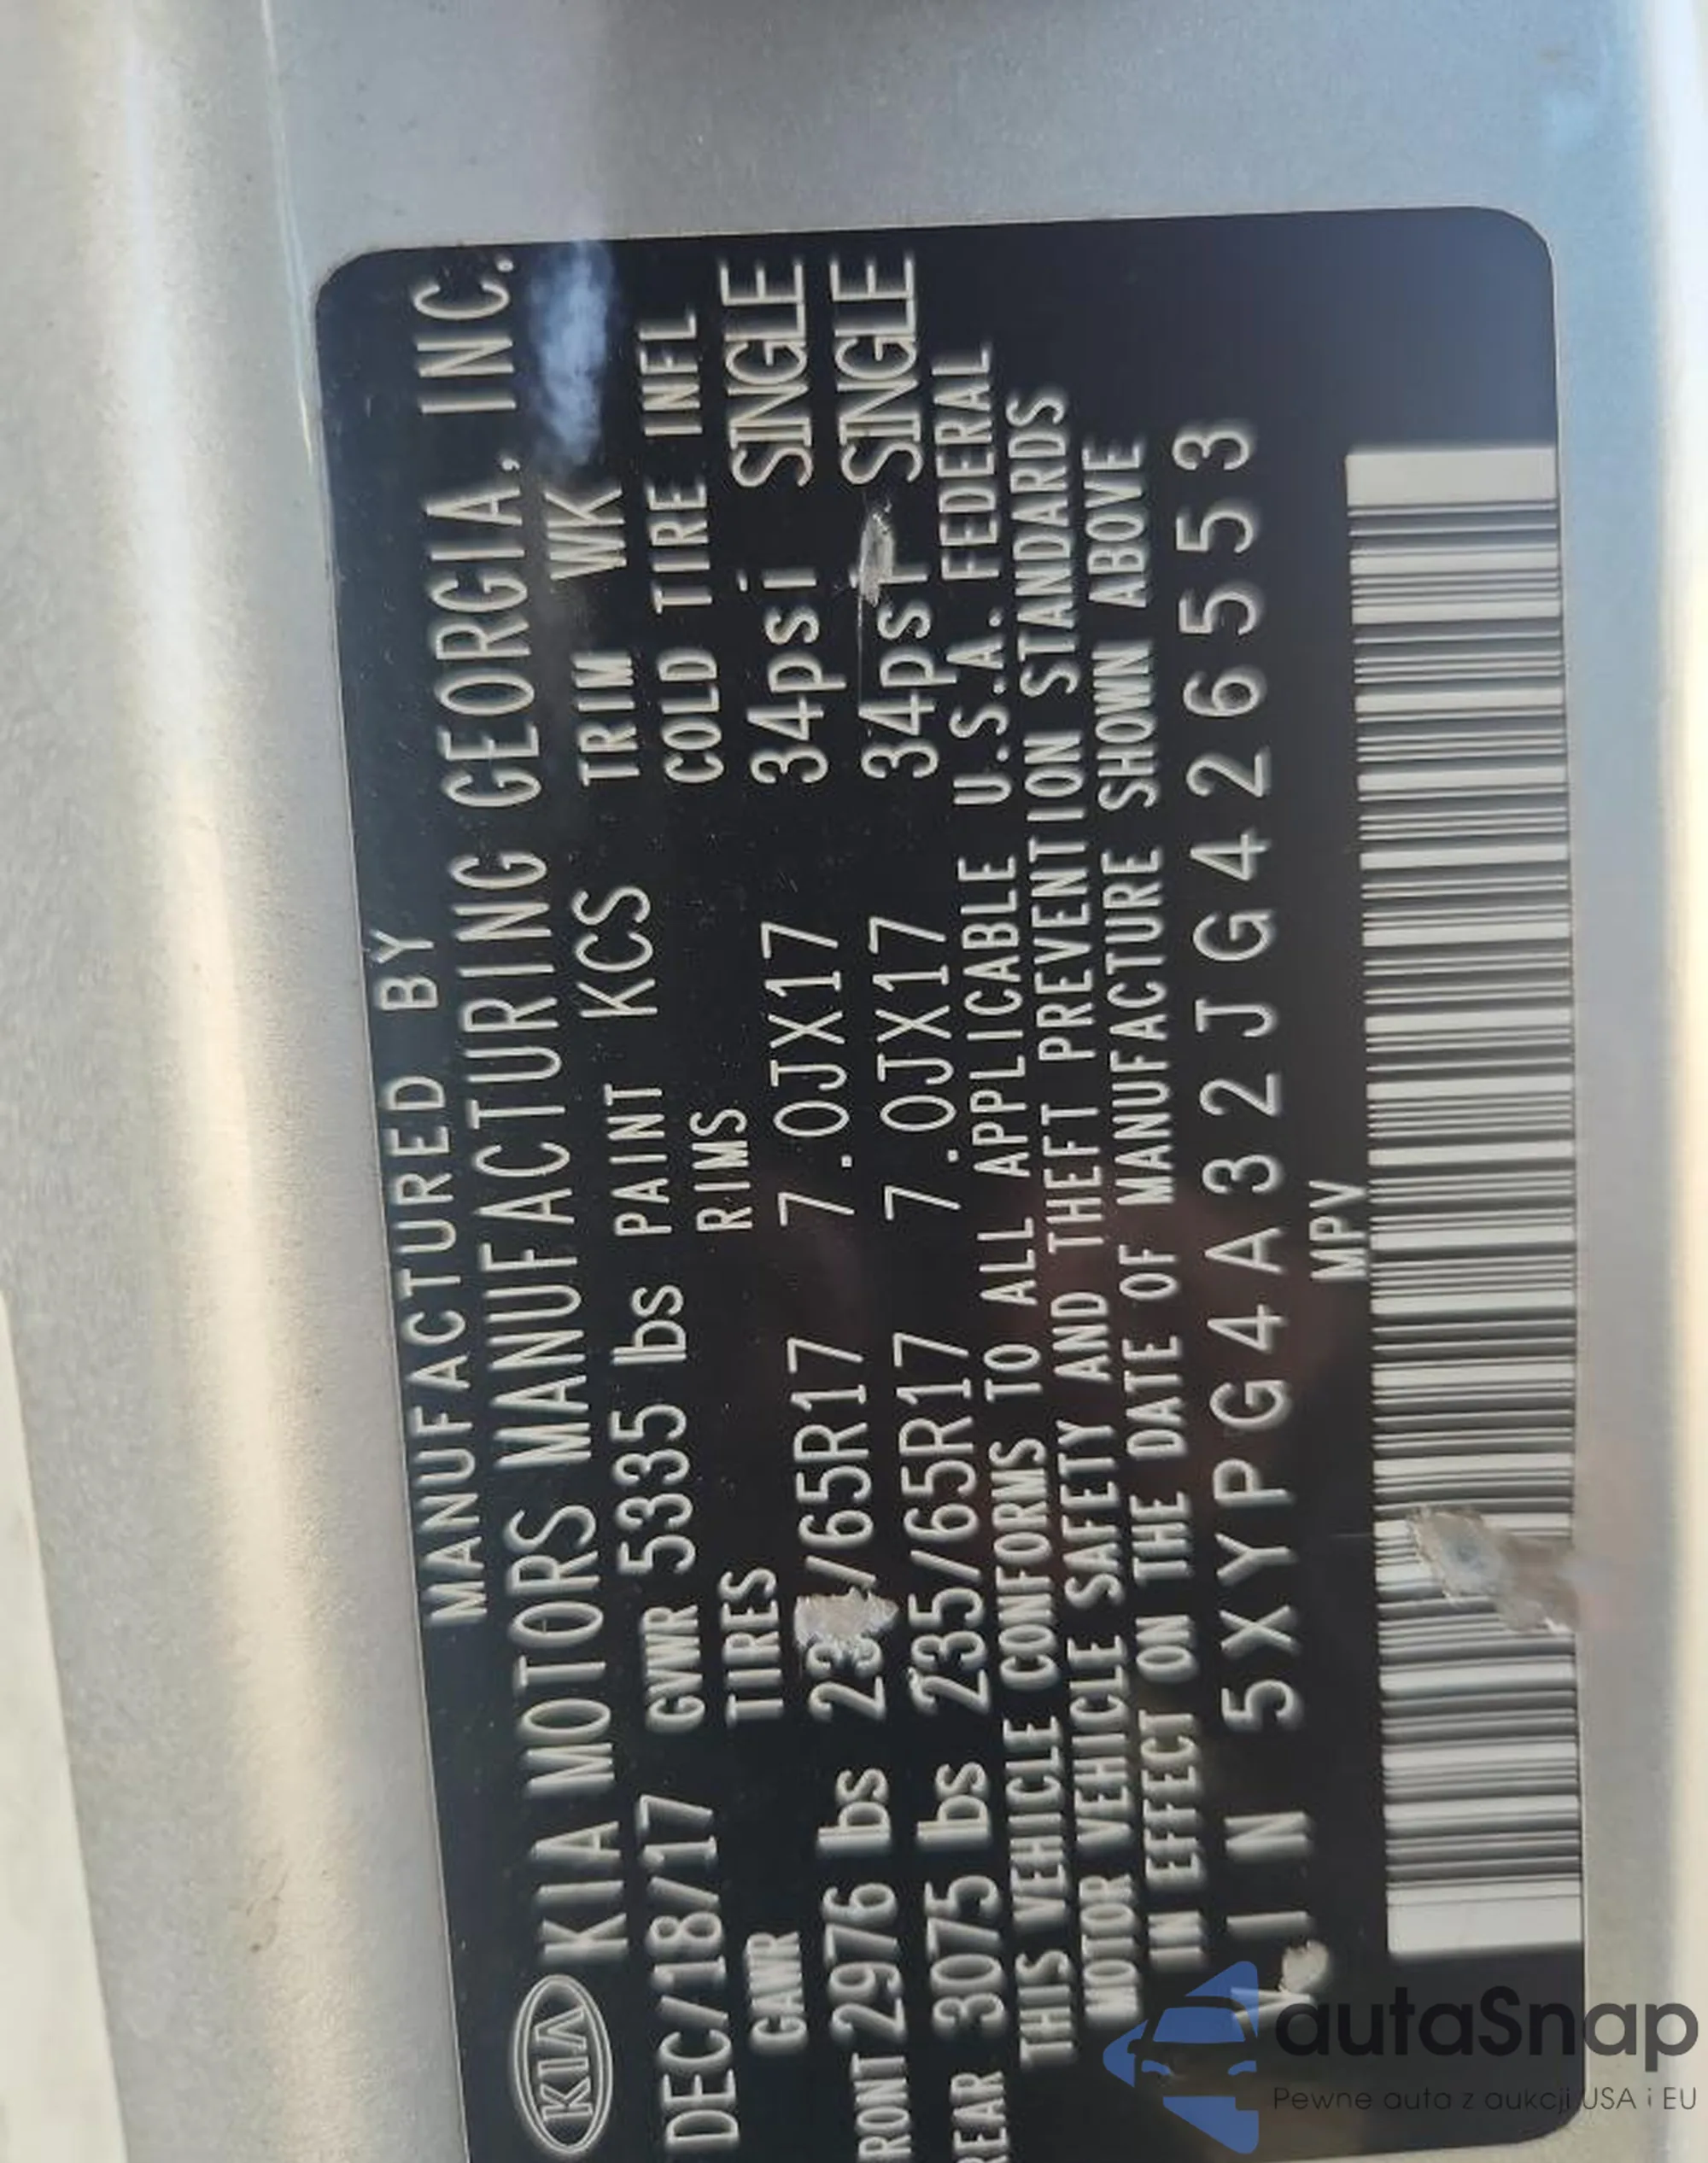 MANUFACTURED BY
KIA KIA MOTORS MANUFACTURING GEORGIA, INC.
DEC/18/17 GVWR 5335 lbs PAINT KCS TRIM WK
GAWR TIRES RIMS COLD TIRE INFL
RONT 2976 lbs 23 /65R17 7.0JX17 34psi SINGLE
REAR 3075 lbs 235/65R17 7.0JX17 34psi SINGLE
THIS VEHICLE CONFORMS TO ALL APPLICABLE U.S.A. FEDERAL
MOTOR VEHICLE SAFETY AND THEFT PREVENTION STANDARDS
IN EFFECT ON THE DATE OF MANUFACTURE SHOWN ABOVE
VIN 5XYPG4A32JG426553
MPV
autaSnap
Pewne auta z aukcji USA i EU